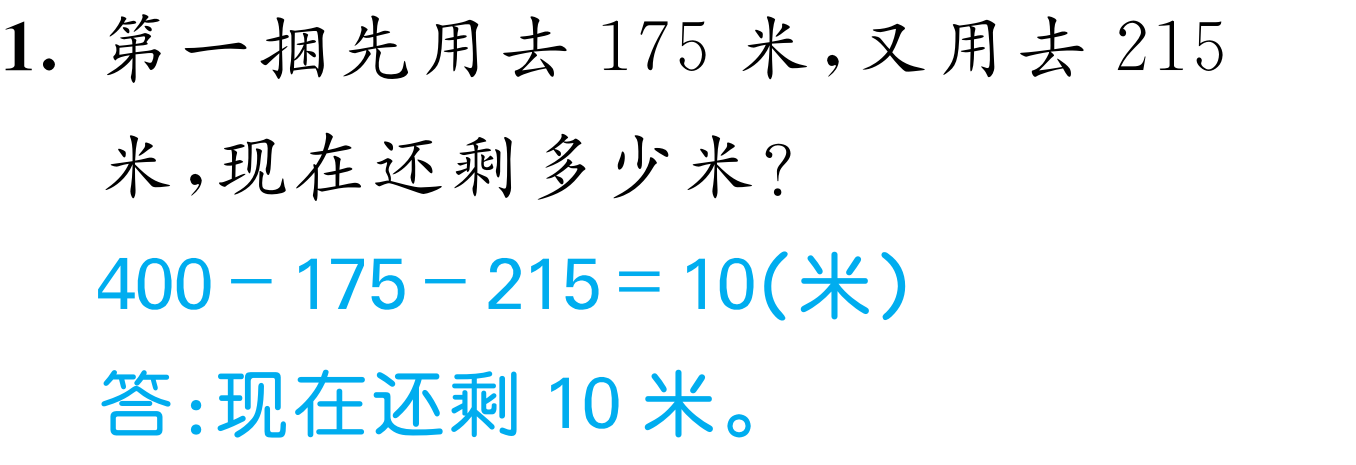 1. 第一捆先用去 175 米,又用去 215
米,现在还剩多少米?
400－175－215＝10(米)
答:现在还剩 10 米。